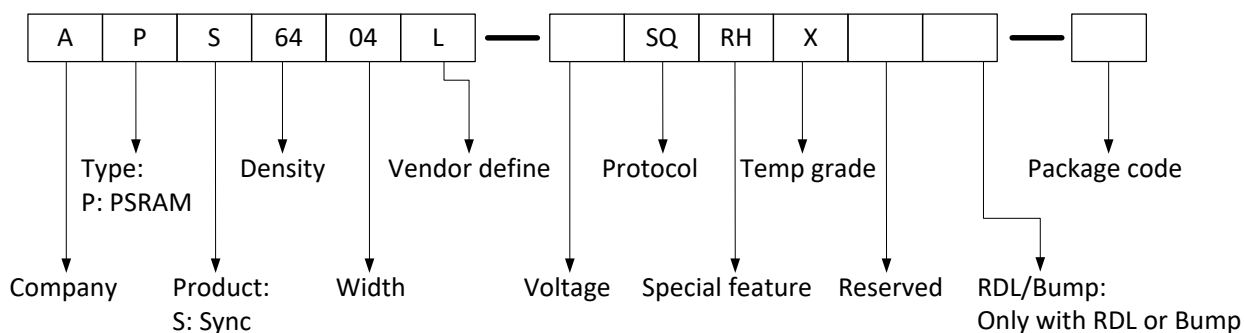 A P S 64 04 L SQ RH X
Type: Density Vendor define Protocol Temp grade Package code
P: PSRAM
Company Product: Width Voltage Special feature Reserved RDL/Bump:
S: Sync Only with RDL or Bump